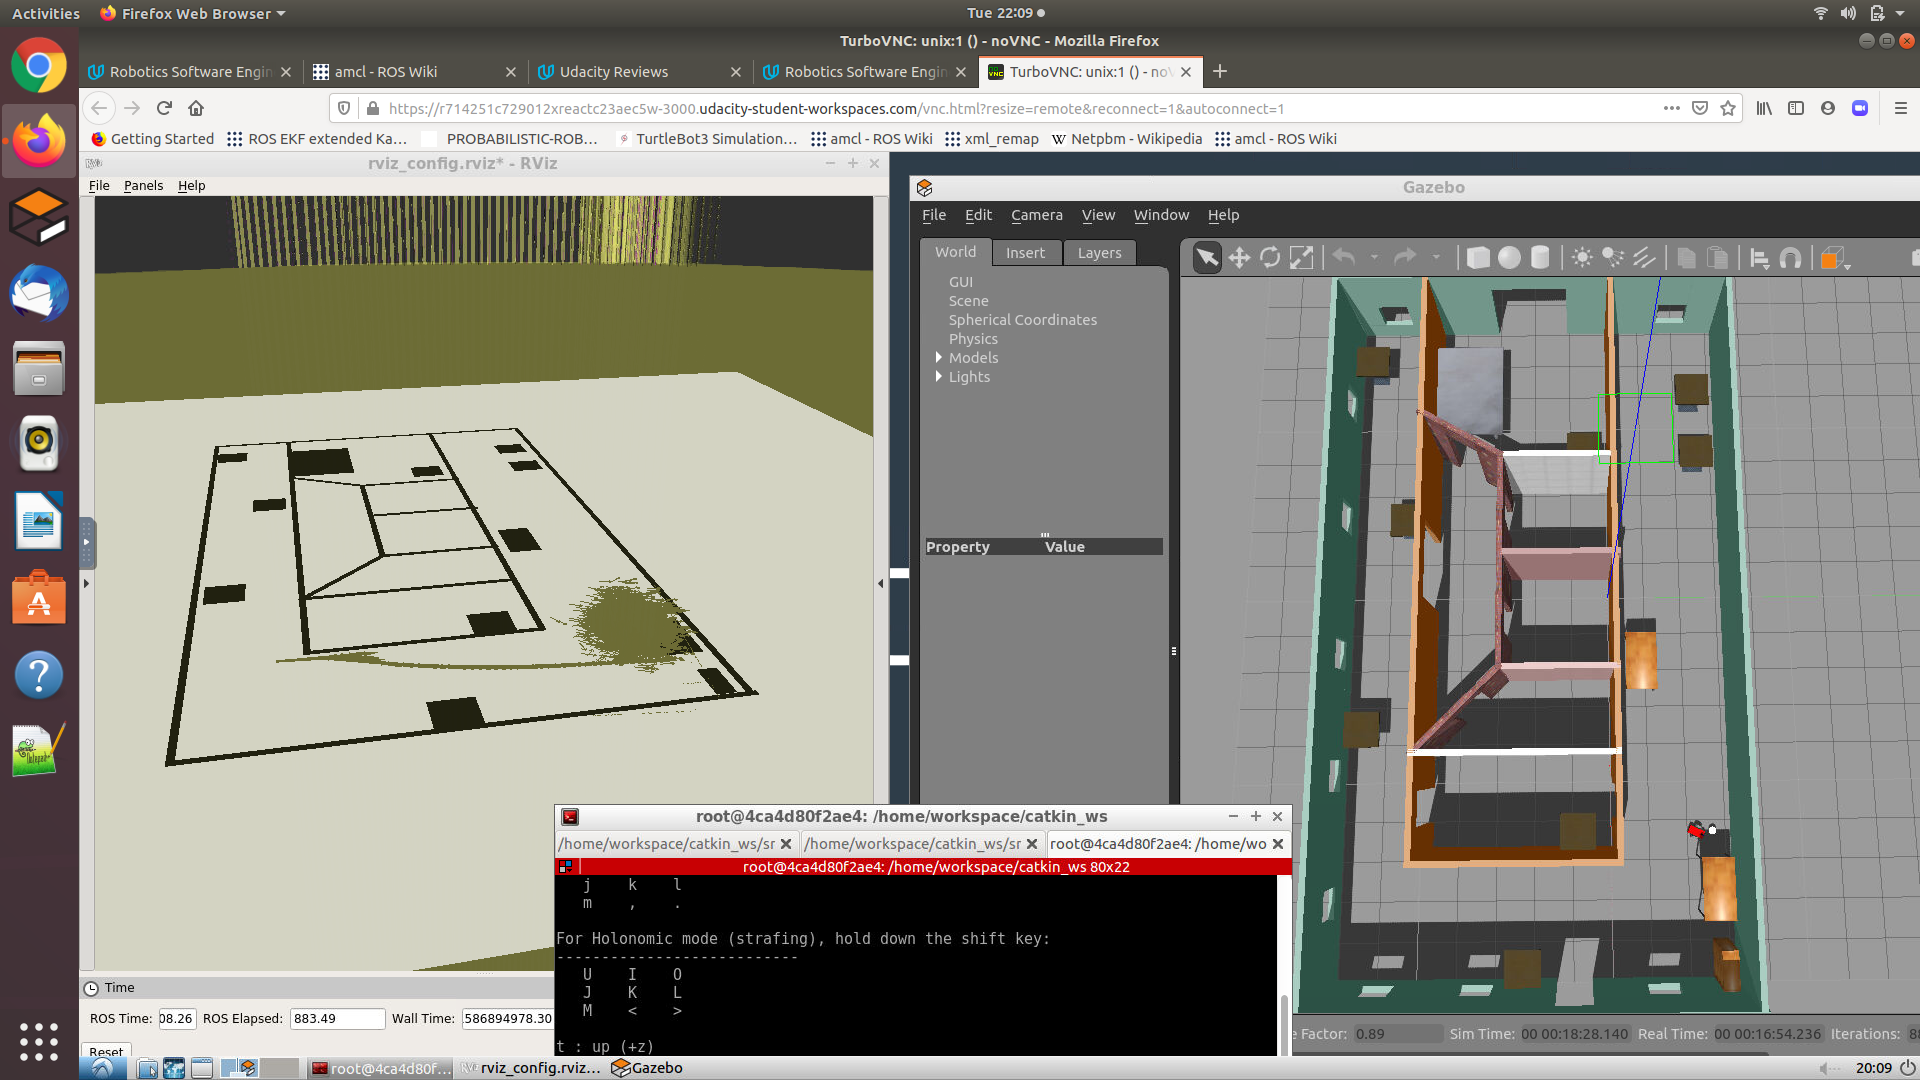 Activities
Firefox Web Browser
Tue 22:09
TurboVNC: unix:1 () - noVNC - Mozilla Firefox
Robotics Software Engin
amcl - ROS Wiki
Udacity Reviews
Robotics Software Engin
TurboVNC: unix:1 () - noV
https://r714251c729012xreactc23aec5w-3000.udacity-student-workspaces.com/vnc.html?resize=remote&reconnect=1&autoconnect=1
Getting Started
ROS EKF extended Ka...
PROBABILISTIC-ROB...
TurtleBot3 Simulation...
amcl - ROS Wiki
xml_remap
Netpbm - Wikipedia
amcl - ROS Wiki
rviz_config.rviz* - RViz
File Panels Help
Gazebo
File Edit Camera View Window Help
World Insert Layers
GUI
Scene
Spherical Coordinates
Physics
Models
Lights
Property Value
root@4ca4d80f2ae4: /home/workspace/catkin_ws
/home/workspace/catkin_ws/sr
/home/workspace/catkin_ws/sr
root@4ca4d80f2ae4: /home/wo
root@4ca4d80f2ae4: /home/workspace/catkin_ws 80x22
j k l
m , .
For Holonomic mode (strafing), hold down the shift key:
---------------------------
U I O
J K L
M < >
t : up (+z)
Time
ROS Time: 08.26 ROS Elapsed: 883.49 Wall Time: 586894978.30
Reset
e Factor: 0.89 Sim Time: 00 00:18:28.140 Real Time: 00 00:16:54.236 Iterations: 88
root@4ca4d80f...
rviz_config.rviz...
Gazebo
20:09